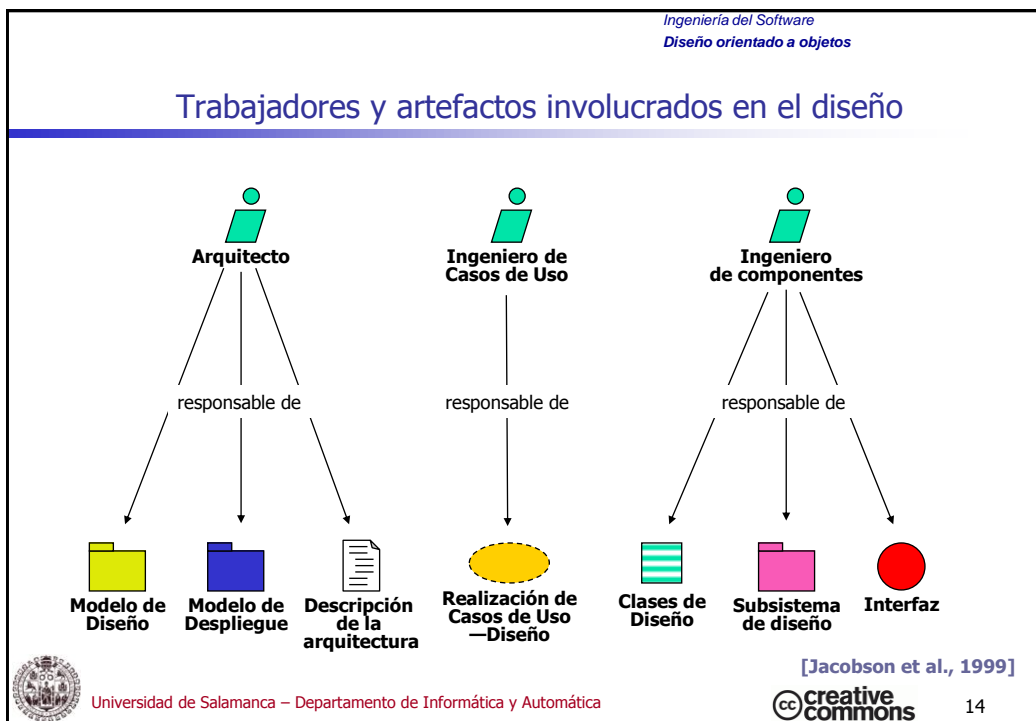 Ingeniería del Software
Diseño orientado a objetos
Trabajadores y artefactos involucrados en el diseño
Arquitecto
Ingeniero de
Casos de Uso
Ingeniero
de componentes
responsable de
responsable de
responsable de
Modelo de
Diseño
Modelo de
Despliegue
Descripción
de la
arquitectura
Realización de
Casos de Uso
—Diseño
Clases de
Diseño
Subsistema
de diseño
Interfaz
[Jacobson et al., 1999]
Universidad de Salamanca – Departamento de Informática y Automática
cc creative
commons
14